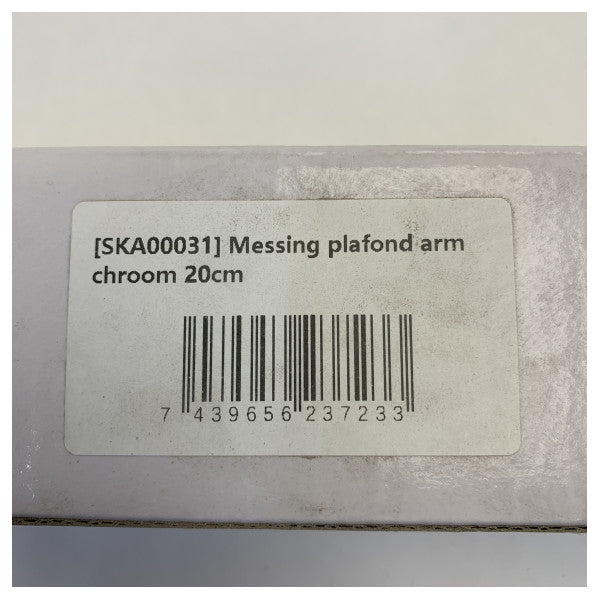 [SKA00031] Messing plafond arm
chroom 20cm
7 439656 237233